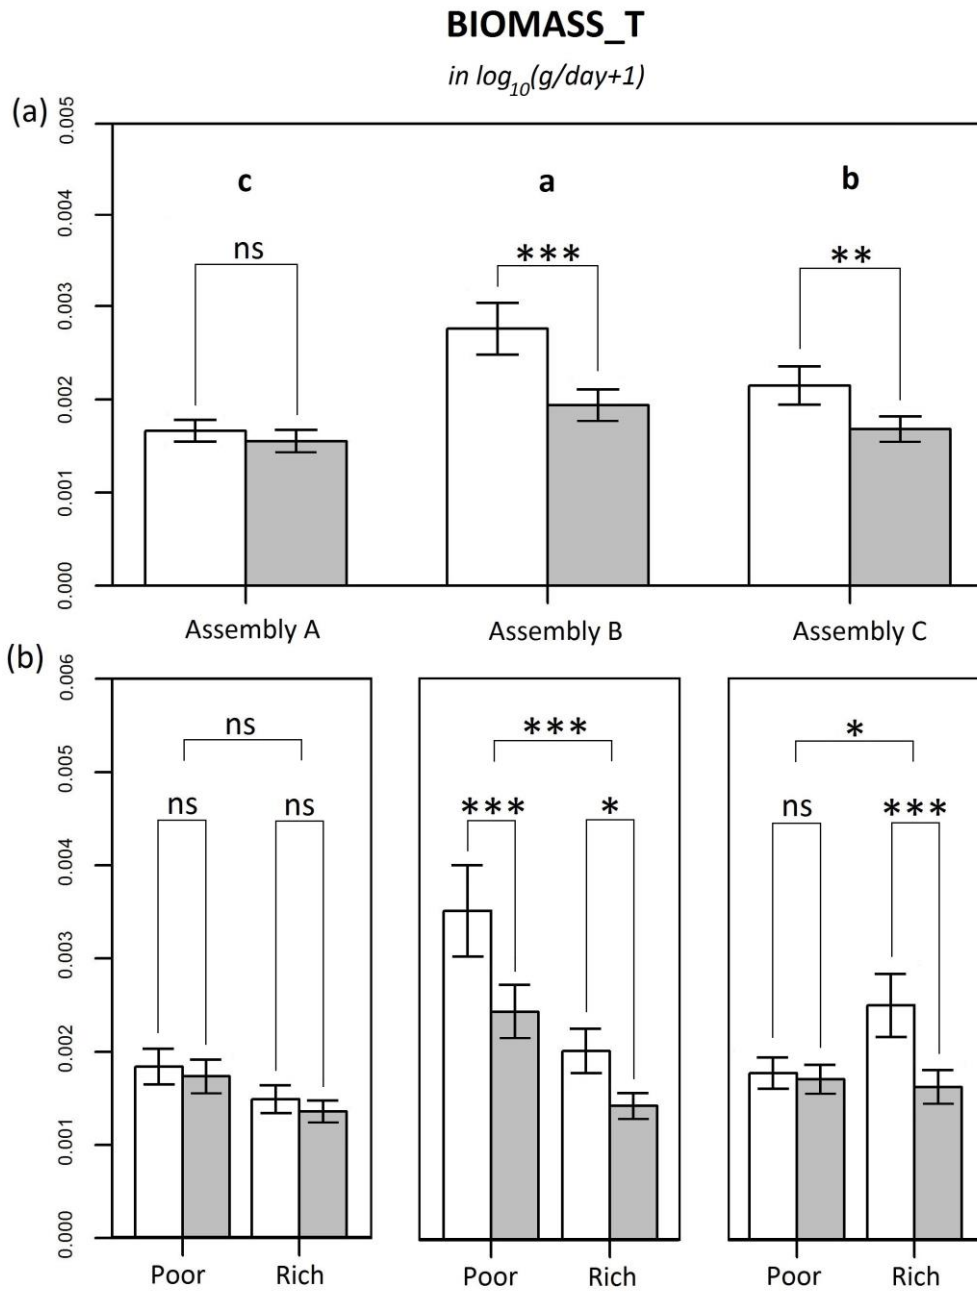 BIOMASS_T
in log10(g/day+1)
(a)
0.005
0.004
0.003
0.002
0.001
0.000
c
a
b
ns
***
**
Assembly A
Assembly B
Assembly C
(b)
0.006
0.005
0.004
0.003
0.002
0.001
0.000
ns
***
*
ns
ns
***
*
ns
***
Poor
Rich
Poor
Rich
Poor
Rich